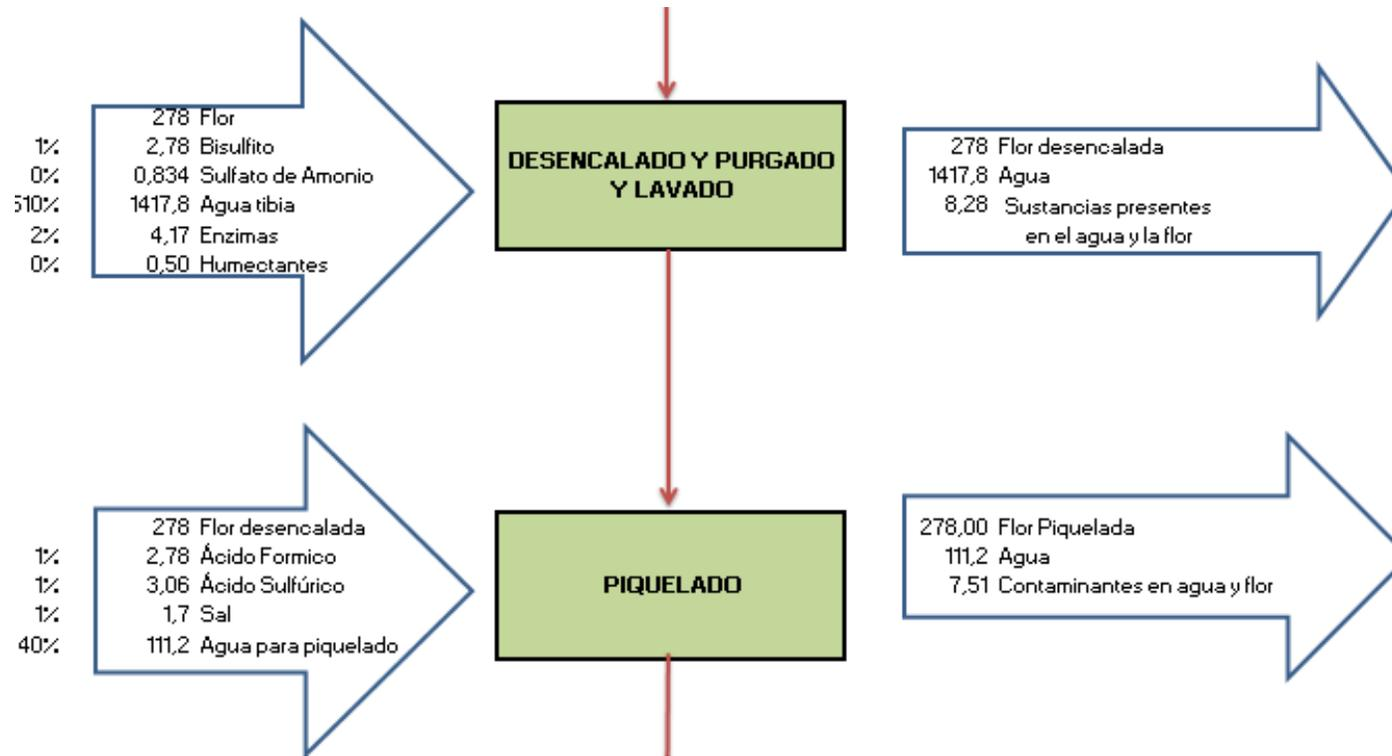 278 Flor
1% 2,78 Bisulfito
0% 0,834 Sulfato de Amonio
510% 1417,8 Agua tibia
2% 4,17 Enzimas
0% 0,50 Humectantes
DESENCALADO Y PURGADO
Y LAVADO
278 Flor desencalada
1417,8 Agua
8,28 Sustancias presentes
en el agua y la flor
278 Flor desencalada
1% 2,78 Ácido Formico
1% 3,06 Ácido Sulfúrico
1% 1,7 Sal
40% 111,2 Agua para piquelado
PIQUELADO
278,00 Flor Piquelada
111,2 Agua
7,51 Contaminantes en agua y flor